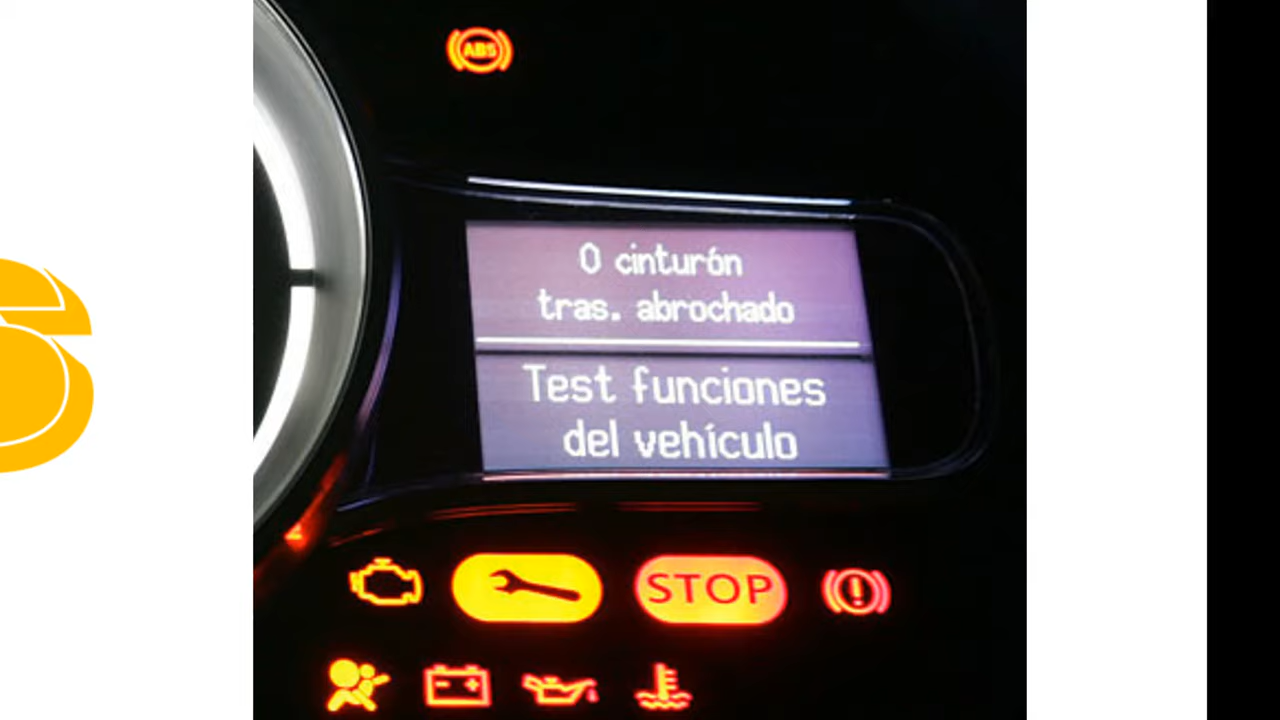 ABS
0 cinturón
tras. abrochado
Test funciones
del vehículo
STOP